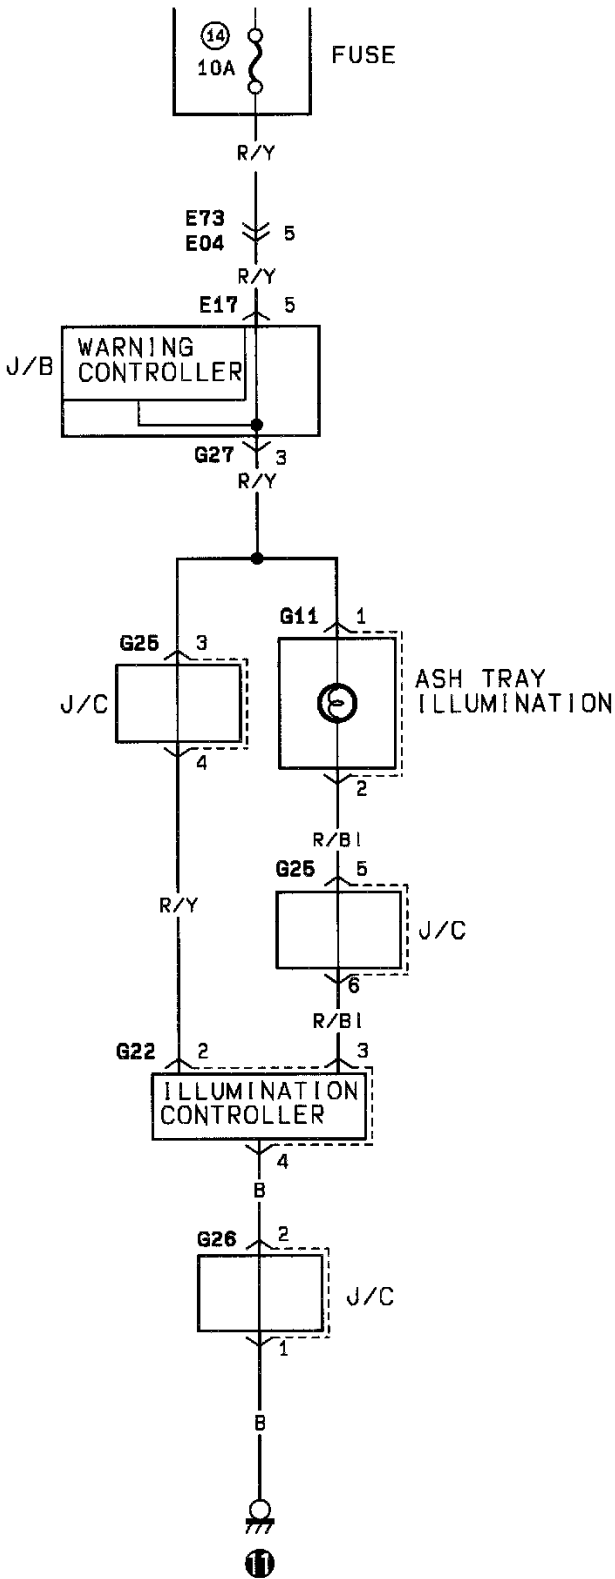 14
10A
FUSE
R/Y
E73
E04
5
R/Y
E17
5
J/B
WARNING
CONTROLLER
G27
3
R/Y
G11
1
G25
3
J/C
ASH TRAY
ILLUMINATION
4
2
R/Bl
G25
5
R/Y
J/C
6
R/Bl
G22
2
3
ILLUMINATION
CONTROLLER
4
B
G26
2
J/C
1
B
11